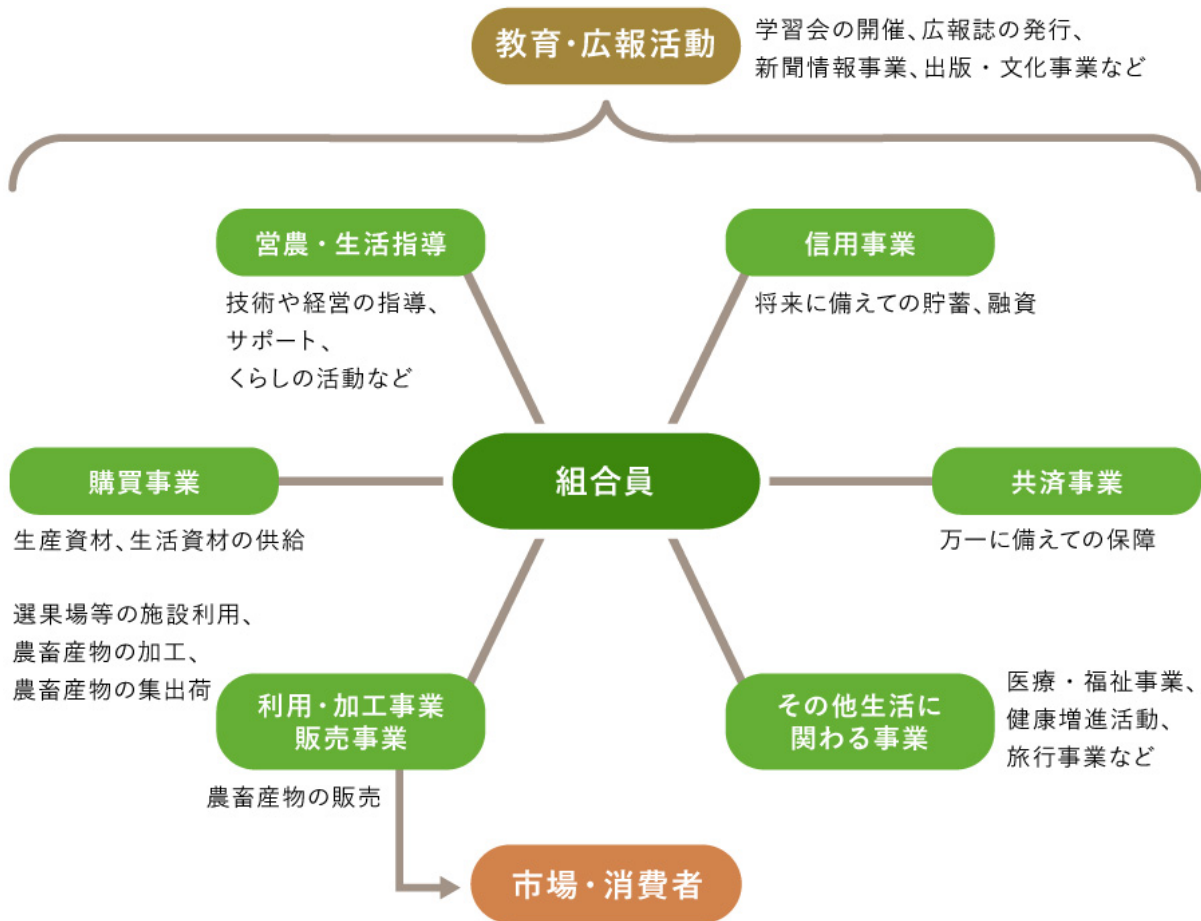 教育・広報活動
学習会の開催、広報誌の発行、
新聞情報事業、出版・文化事業など
営農・生活指導
技術や経営の指導、
サポート、
くらしの活動など
信用事業
将来に備えての貯蓄、融資
購買事業
生産資材、生活資材の供給
組合員
共済事業
万一に備えての保障
選果場等の施設利用、
農畜産物の加工、
農畜産物の集出荷
利用・加工事業
販売事業
農畜産物の販売
その他生活に
関わる事業
医療・福祉事業、
健康増進活動、
旅行事業など
市場・消費者